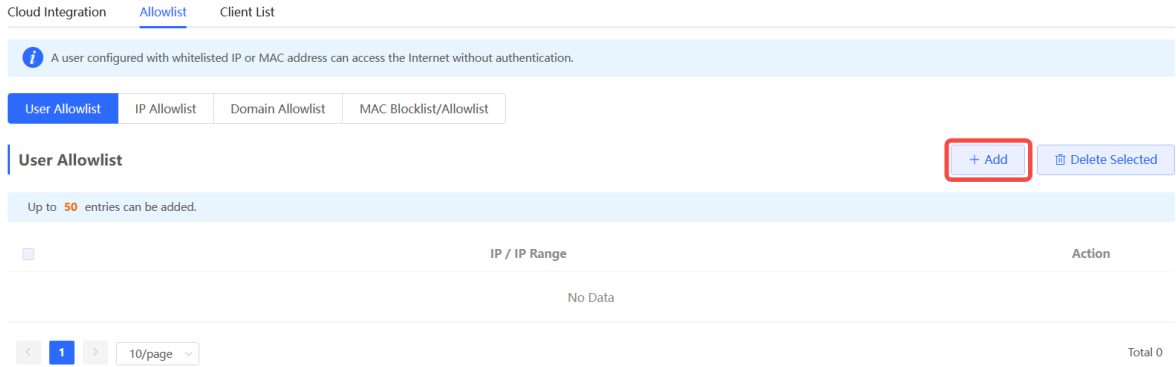 Cloud Integration Allowlist Client List
A user configured with whitelisted IP or MAC address can access the Internet without authentication.
User Allowlist IP Allowlist Domain Allowlist MAC Blocklist/Allowlist
User Allowlist + Add Delete Selected
Up to 50 entries can be added.
IP / IP Range Action
No Data
< 1 > 10/page Total 0